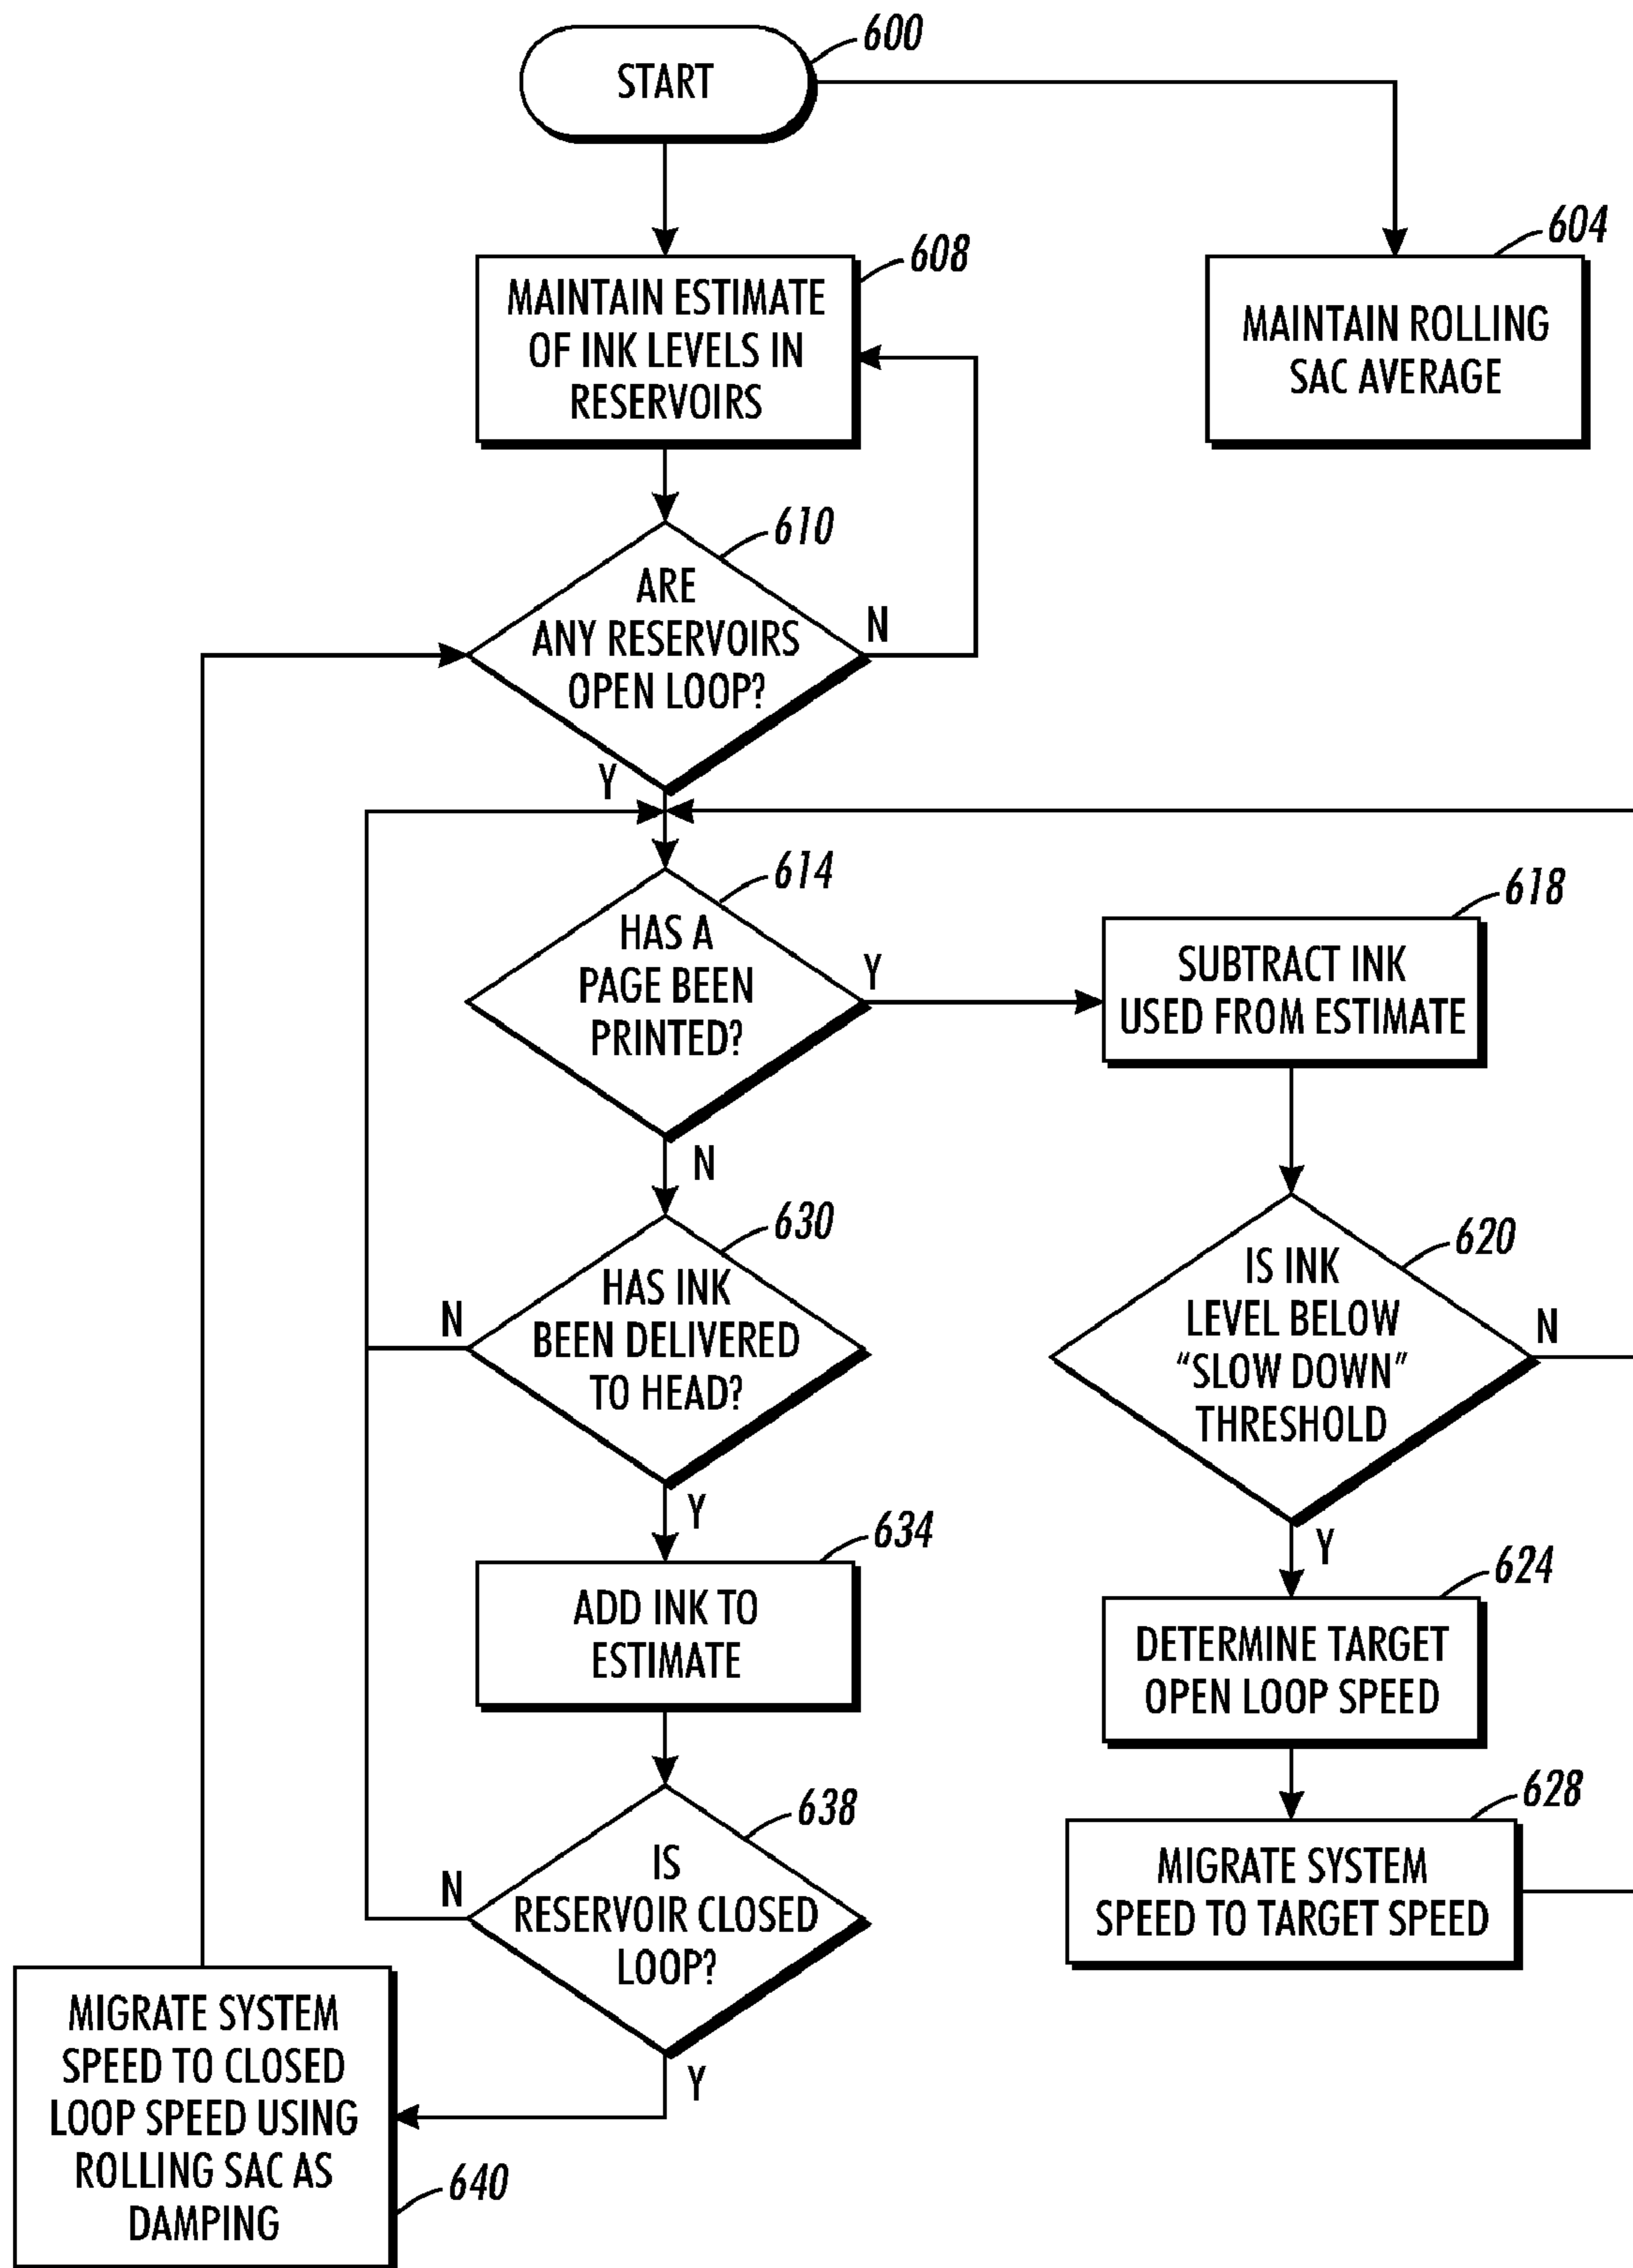 600
START
604
MAINTAIN ROLLING
SAC AVERAGE
608
MAINTAIN ESTIMATE
OF INK LEVELS IN
RESERVOIRS
610
ARE
ANY RESERVOIRS
OPEN LOOP?
N
Y
614
HAS A
PAGE BEEN
PRINTED?
Y
N
618
SUBTRACT INK
USED FROM ESTIMATE
620
IS INK
LEVEL BELOW
“SLOW DOWN”
THRESHOLD
N
Y
624
DETERMINE TARGET
OPEN LOOP SPEED
628
MIGRATE SYSTEM
SPEED TO TARGET SPEED
630
HAS INK
BEEN DELIVERED
TO HEAD?
N
Y
634
ADD INK TO
ESTIMATE
638
IS
RESERVOIR CLOSED
LOOP?
N
Y
MIGRATE SYSTEM
SPEED TO CLOSED
LOOP SPEED USING
ROLLING SAC AS
DAMPING
640